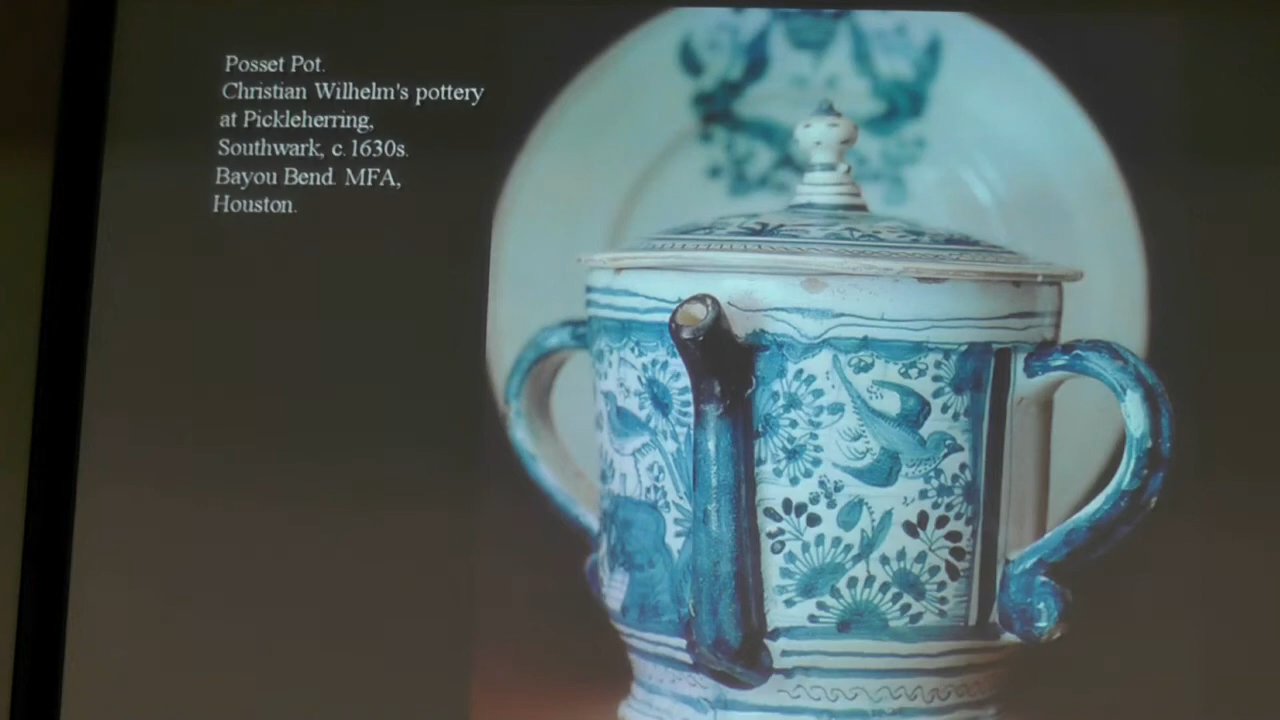 Posset Pot.
Christian Wilhelm's pottery
at Pickleherring,
Southwark, c.1630s.
Bayou Bend. MFA,
Houston.